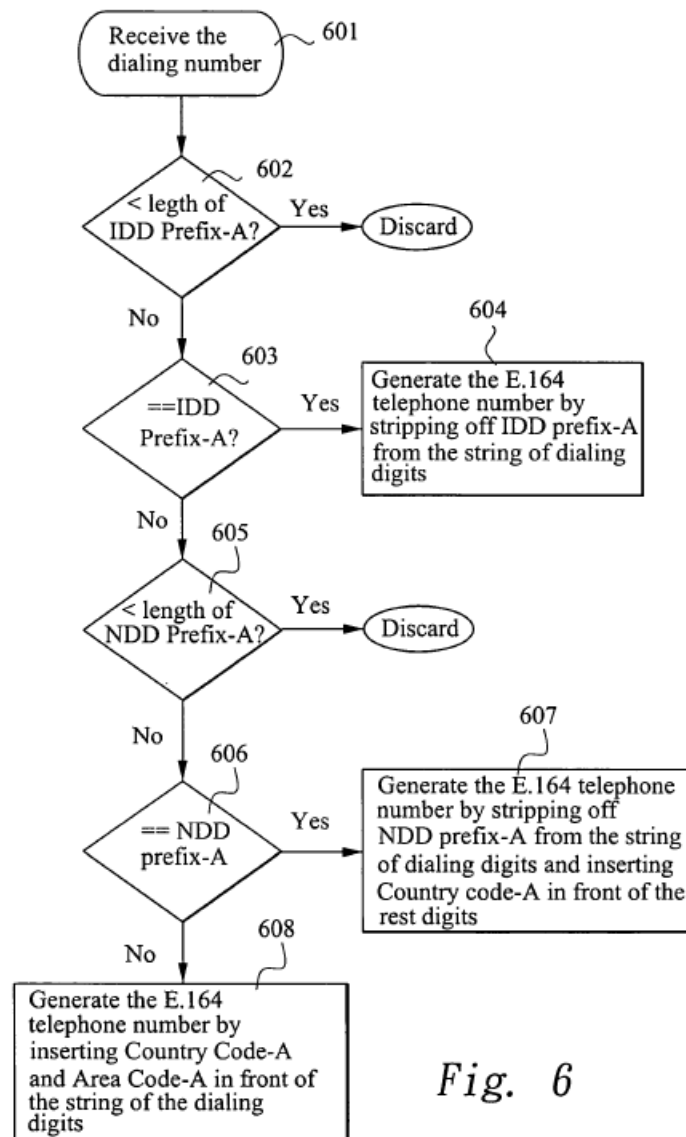 Receive the
dialing number
601
602
< legth of
IDD Prefix-A?
Yes
Discard
No
603
==IDD
Prefix-A?
Yes
604
Generate the E.164
telephone number by
stripping off IDD prefix-A
from the string of dialing
digits
No
605
< length of
NDD Prefix-A?
Yes
Discard
No
606
== NDD
prefix-A
Yes
607
Generate the E.164 telephone
number by stripping off
NDD prefix-A from the string
of dialing digits and inserting
Country code-A in front of the
rest digits
No
608
Generate the E.164
telephone number by
inserting Country Code-A
and Area Code-A in front of
the string of the dialing
digits
Fig. 6